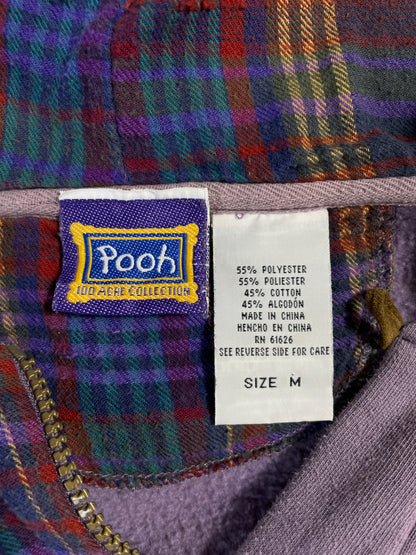 Pooh
100 ACRE COLLECTION
55% POLYESTER
55% POLIESTER
45% COTTON
45% ALGODÓN
MADE IN CHINA
HENCHO EN CHINA
RN 61626
SEE REVERSE SIDE FOR CARE
SIZE M